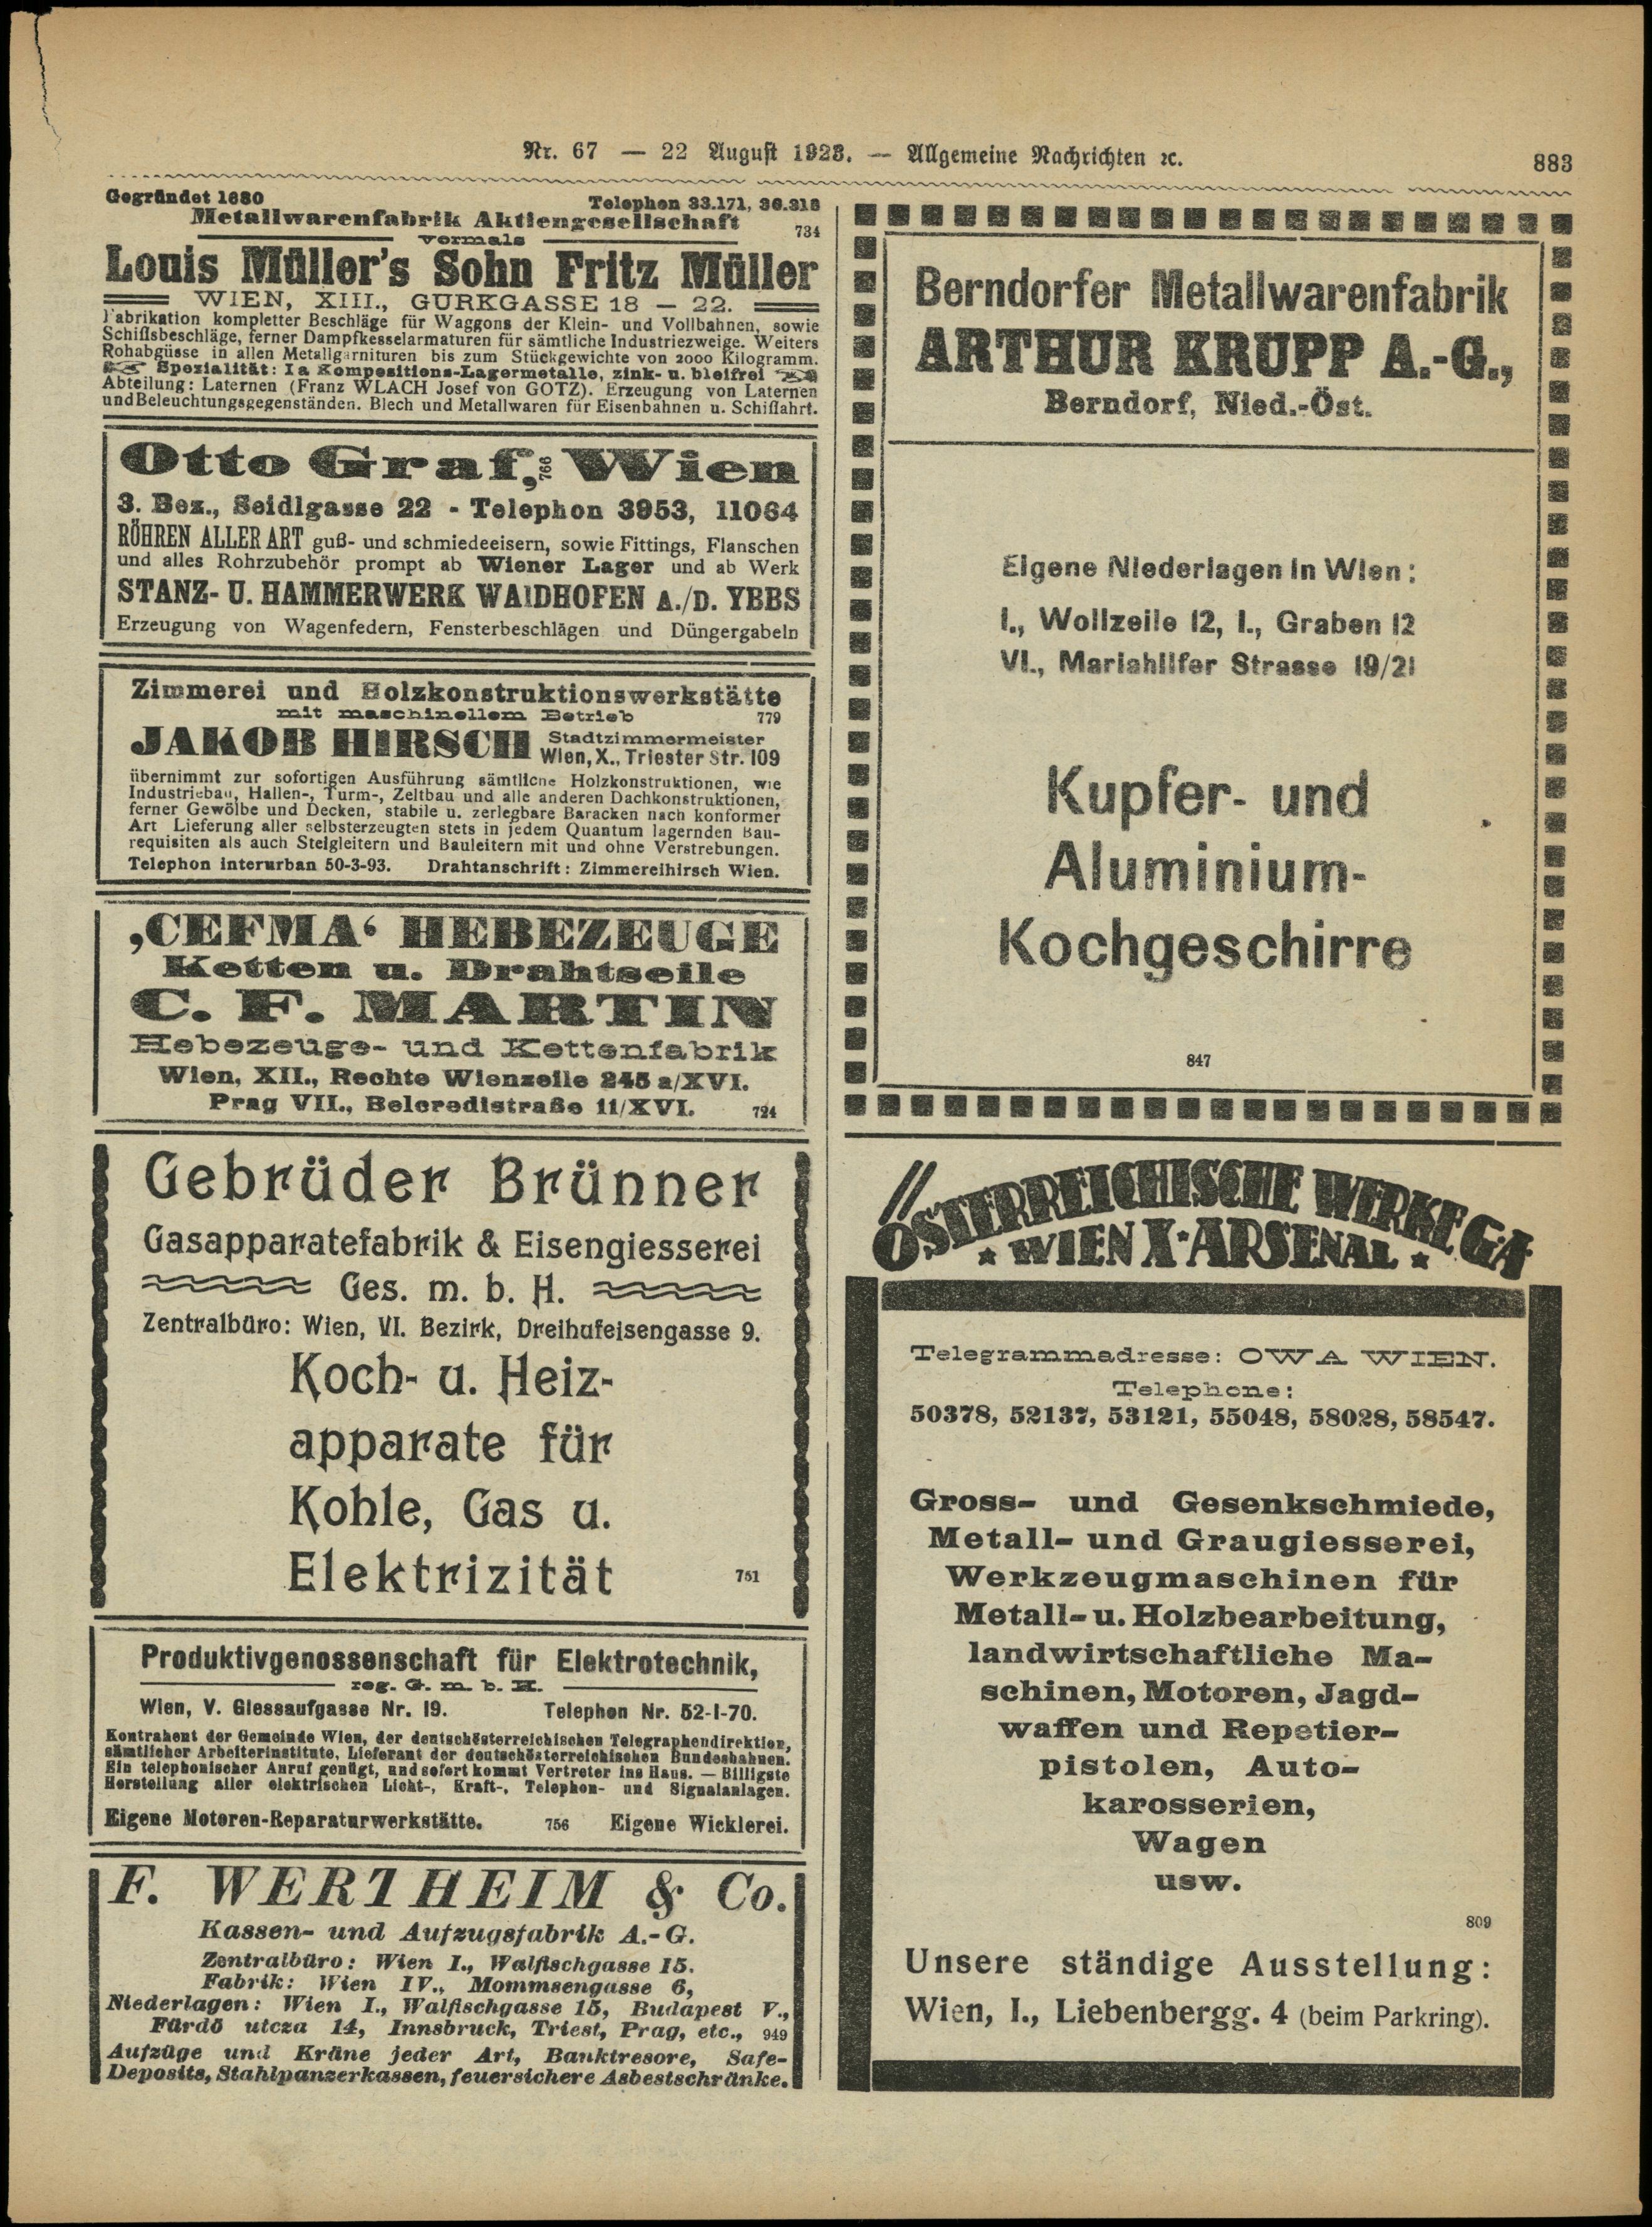 Nr. 67 — 22 August 1923. — Allgemeine Nachrichten ꝛc.
883
Gegründet 1880 Telephon 33.171, 36.318
Metallwarenfabrik Aktiengesellschaft
734
vormals
Louis Müller's Sohn Fritz Müller
WIEN, XIII., GURKGASSE 18 — 22.
Fabrikation kompletter Beschläge für Waggons der Klein- und Vollbahnen, sowie
Schiffsbeschläge, ferner Dampfkesselarmaturen für sämtliche Industriezweige. Weiters
Rohabgüsse in allen Metallgarnituren bis zum Stückgewichte von 2000 Kilogramm.
Spezialität: Ia Kompositions-Lagermetalle, zink- u. bleifrei
Abteilung: Laternen (Franz WLACH Josef von GOTZ). Erzeugung von Laternen
und Beleuchtungsgegenständen. Blech und Metallwaren für Eisenbahnen u. Schiffahrt.
Otto Graf, Wien
766
3. Bez., Seidlgasse 22 - Telephon 3953, 11064
RÖHREN ALLER ART guß- und schmiedeeisern, sowie Fittings, Flanschen
und alles Rohrzubehör prompt ab Wiener Lager und ab Werk
STANZ- U. HAMMERWERK WAIDHOFEN A./D. YBBS
Erzeugung von Wagenfedern, Fensterbeschlägen und Düngergabeln
Zimmerei und Holzkonstruktionswerkstätte
mit maschinellem Betrieb 779
JAKOB HIRSCH Stadtzimmermeister
Wien, X., Triester Str. 109
übernimmt zur sofortigen Ausführung sämtliche Holzkonstruktionen, wie
Industriebau, Hallen-, Turm-, Zeltbau und alle anderen Dachkonstruktionen,
ferner Gewölbe und Decken, stabile u. zerlegbare Baracken nach konformer
Art Lieferung aller selbsterzeugten stets in jedem Quantum lagernden Bau-
requisiten als auch Steigleitern und Bauleitern mit und ohne Verstrebungen.
Telephon interurban 50-3-93. Drahtanschrift: Zimmereihirsch Wien.
‚CEFMA‘ HEBEZEUGE
Ketten u. Drahtseile
C. F. MARTIN
Hebezeuge- und Kettenfabrik
Wien, XII., Rechte Wienzeile 245 a/XVI.
Prag VII., Belcredistraße 11/XVI. 724
Gebrüder Brünner
Gasapparatefabrik & Eisengiesserei
Ges. m. b. H.
Zentralbüro: Wien, VI. Bezirk, Dreihufeisengasse 9.
Koch- u. Heiz-
apparate für
Kohle, Gas u.
Elektrizität 751
Produktivgenossenschaft für Elektrotechnik,
reg. G. m. b. H.
Wien, V. Giessaufgasse Nr. 19. Telephon Nr. 52-1-70.
Kontrahent der Gemeinde Wien, der deutschösterreichischen Telegraphendirektion,
sämtlicher Arbeiterinstitute, Lieferant der deutschösterreichischen Bundesbahnen.
Ein telephonischer Anruf genügt, und sofort kommt Vertreter ins Haus. — Billigste
Herstellung aller elektrischen Licht-, Kraft-, Telephon- und Signalanlagen.
Eigene Motoren-Reparaturwerkstätte. 756 Eigene Wicklerei.
F. WERTHEIM & Co.
Kassen- und Aufzugsfabrik A.-G.
Zentralbüro: Wien I., Walfischgasse 15.
Fabrik: Wien IV., Mommsengasse 6,
Niederlagen: Wien I., Walfischgasse 15, Budapest V.,
Fürdö utcza 14, Innsbruck, Triest, Prag, etc., 949
Aufzüge und Kräne jeder Art, Banktresore, Safe-
Deposits, Stahlpanzerkassen, feuersichere Asbestschränke.
Berndorfer Metallwarenfabrik
ARTHUR KRUPP A.-G.,
Berndorf, Nied.-Öst.
Eigene Niederlagen in Wien:
I., Wollzeile 12, I., Graben 12
VI., Mariahilfer Strasse 19/21
Kupfer- und
Aluminium-
Kochgeschirre
847
ÖSTERREICHISCHE WERKE GA
★ WIEN X · ARSENAL ★
Telegrammadresse: OWA WIEN.
Telephone:
50378, 52137, 53121, 55048, 58028, 58547.
Gross- und Gesenkschmiede,
Metall- und Graugiesserei,
Werkzeugmaschinen für
Metall- u. Holzbearbeitung,
landwirtschaftliche Ma-
schinen, Motoren, Jagd-
waffen und Repetier-
pistolen, Auto-
karosserien,
Wagen
usw.
809
Unsere ständige Ausstellung:
Wien, I., Liebenbergg. 4 (beim Parkring).